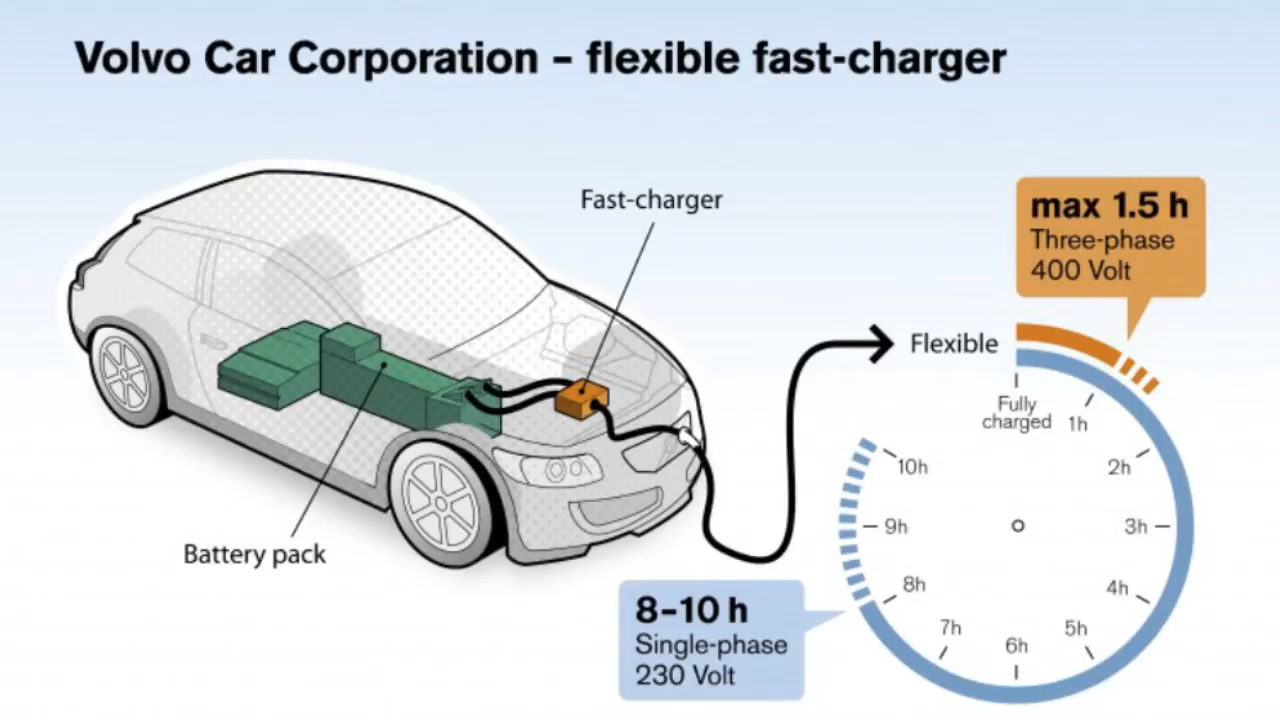 Volvo Car Corporation – flexible fast-charger
Fast-charger
max 1.5 h
Three-phase
400 Volt
Flexible
Fully
charged
1h
2h
3h
4h
5h
6h
7h
8h
9h
10h
Battery pack
8–10 h
Single-phase
230 Volt